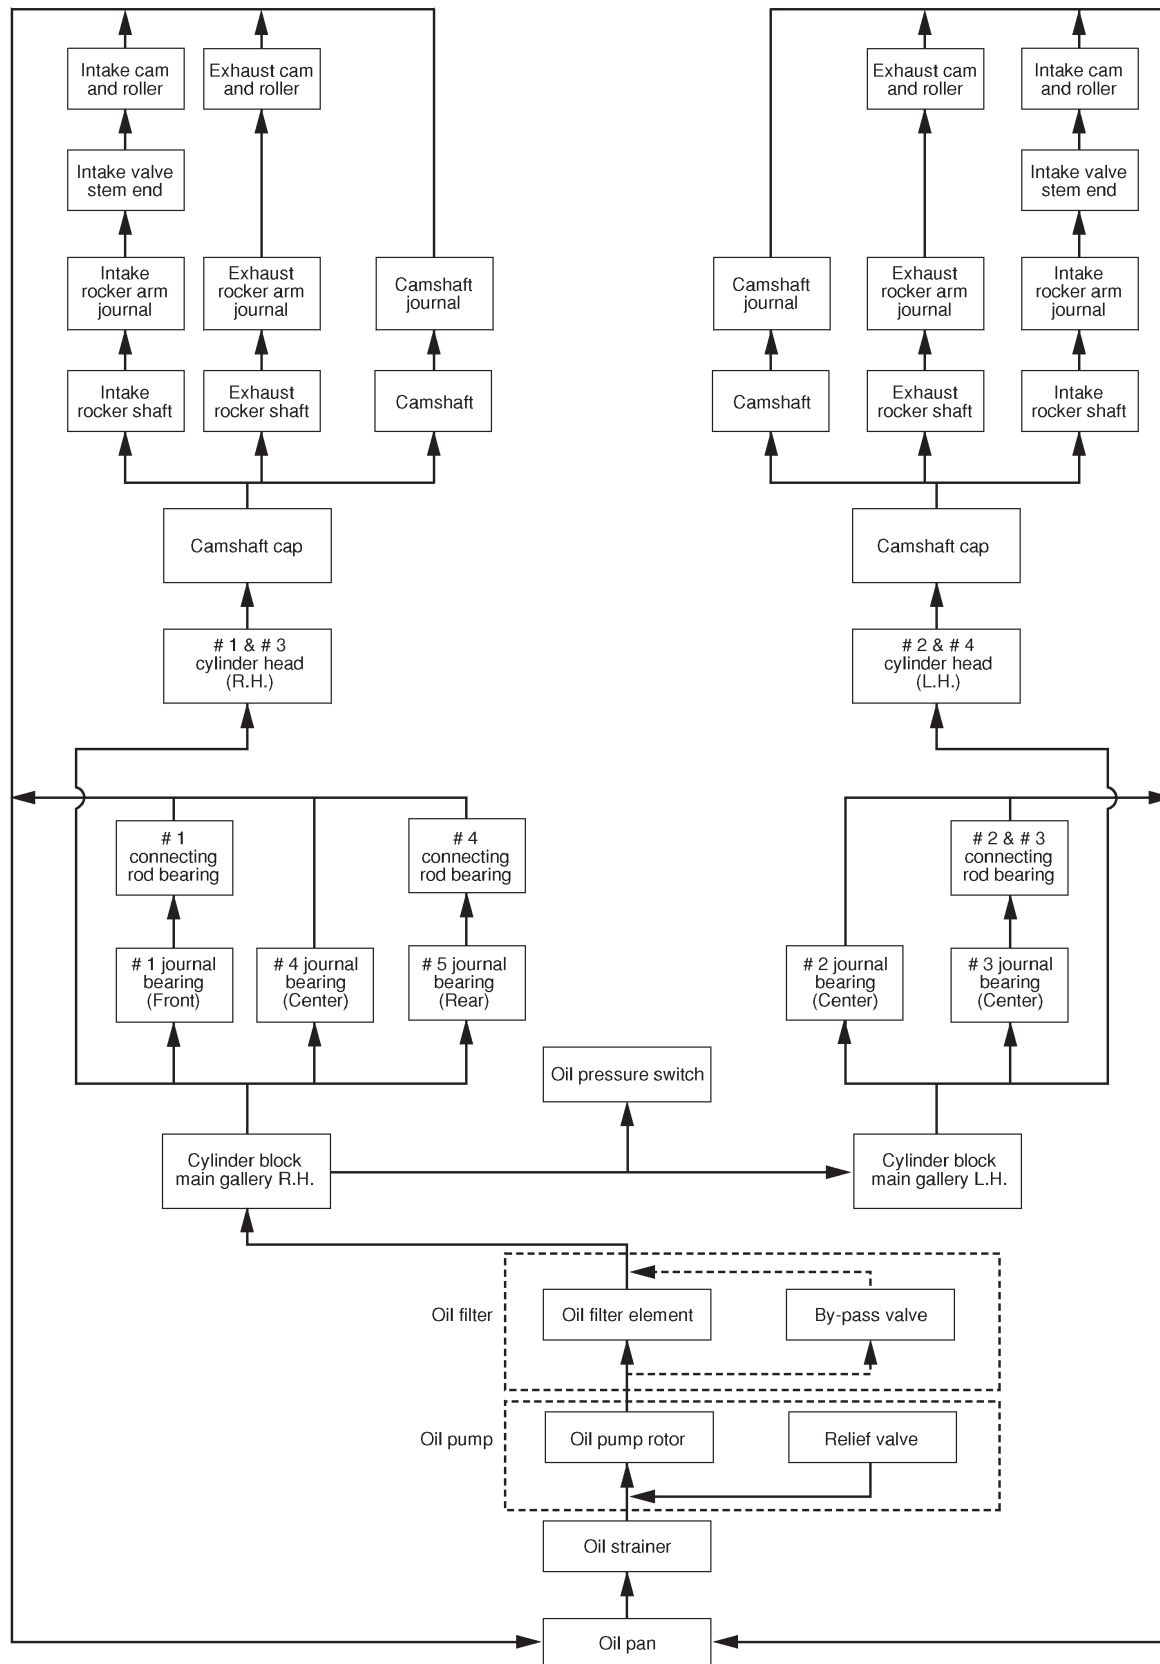 Intake cam
and roller
Exhaust cam
and roller
Exhaust cam
and roller
Intake cam
and roller
Intake valve
stem end
Intake valve
stem end
Intake
rocker arm
journal
Exhaust
rocker arm
journal
Camshaft
journal
Camshaft
journal
Exhaust
rocker arm
journal
Intake
rocker arm
journal
Intake
rocker shaft
Exhaust
rocker shaft
Camshaft
Camshaft
Exhaust
rocker shaft
Intake
rocker shaft
Camshaft cap
Camshaft cap
# 1 & # 3
cylinder head
(R.H.)
# 2 & # 4
cylinder head
(L.H.)
# 1
connecting
rod bearing
# 4
connecting
rod bearing
# 2 & # 3
connecting
rod bearing
# 1 journal
bearing
(Front)
# 4 journal
bearing
(Center)
# 5 journal
bearing
(Rear)
# 2 journal
bearing
(Center)
# 3 journal
bearing
(Center)
Oil pressure switch
Cylinder block
main gallery R.H.
Cylinder block
main gallery L.H.
Oil filter
Oil filter element
By-pass valve
Oil pump
Oil pump rotor
Relief valve
Oil strainer
Oil pan